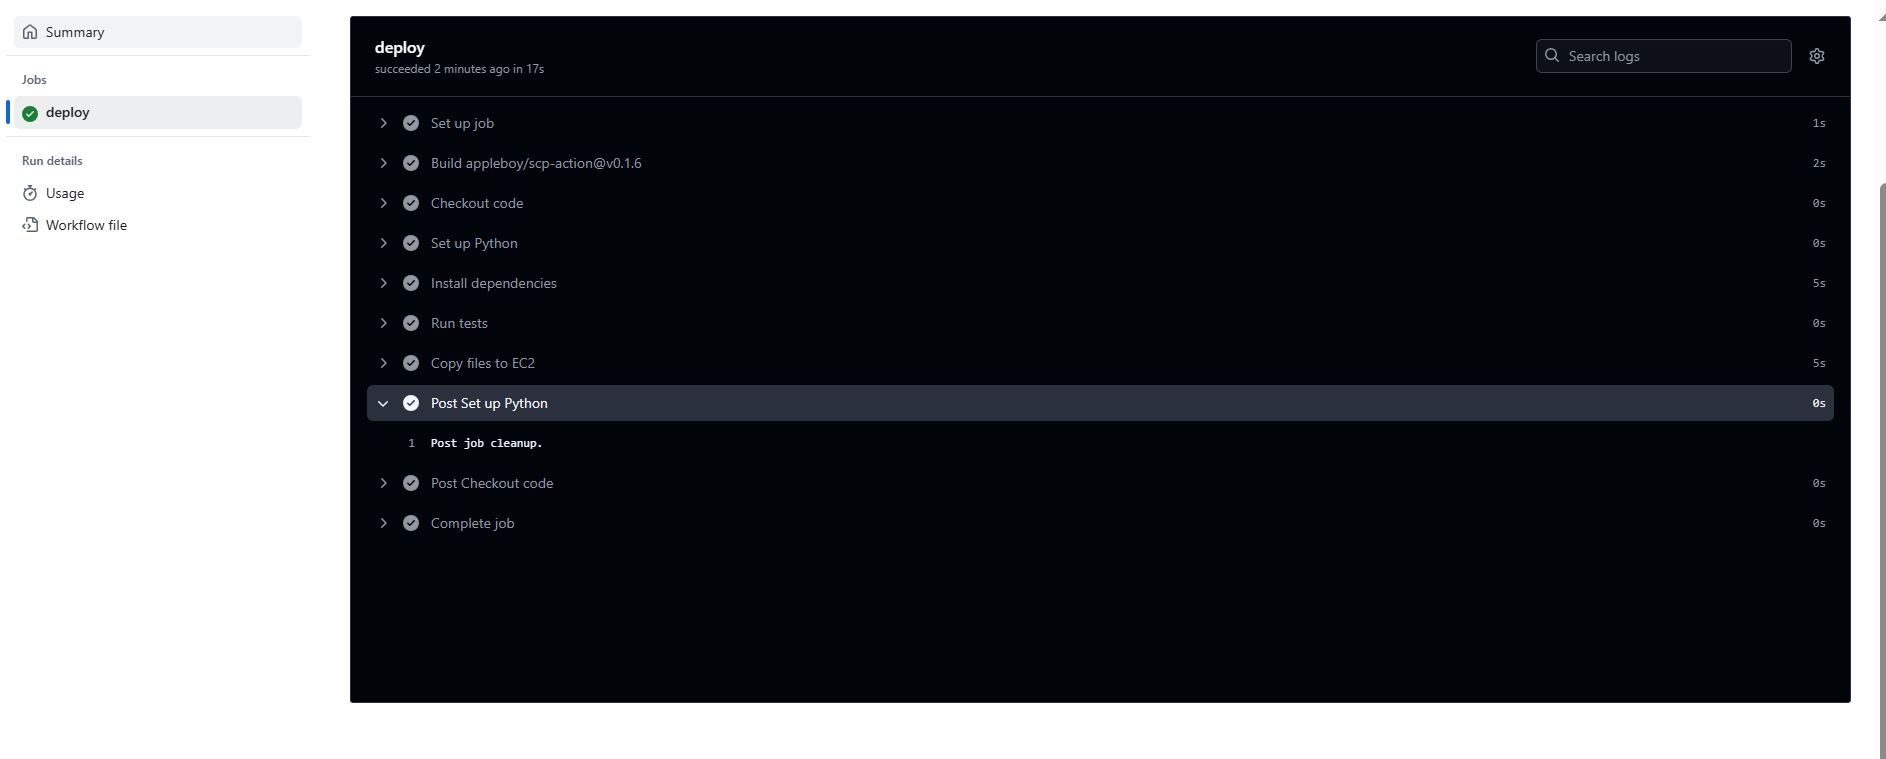 Summary
Jobs
deploy
Run details
Usage
Workflow file
deploy
succeeded 2 minutes ago in 17s
Search logs
Set up job 1s
Build appleboy/scp-action@v0.1.6 2s
Checkout code 0s
Set up Python 0s
Install dependencies 5s
Run tests 0s
Copy files to EC2 5s
Post Set up Python 0s
1 Post job cleanup.
Post Checkout code 0s
Complete job 0s